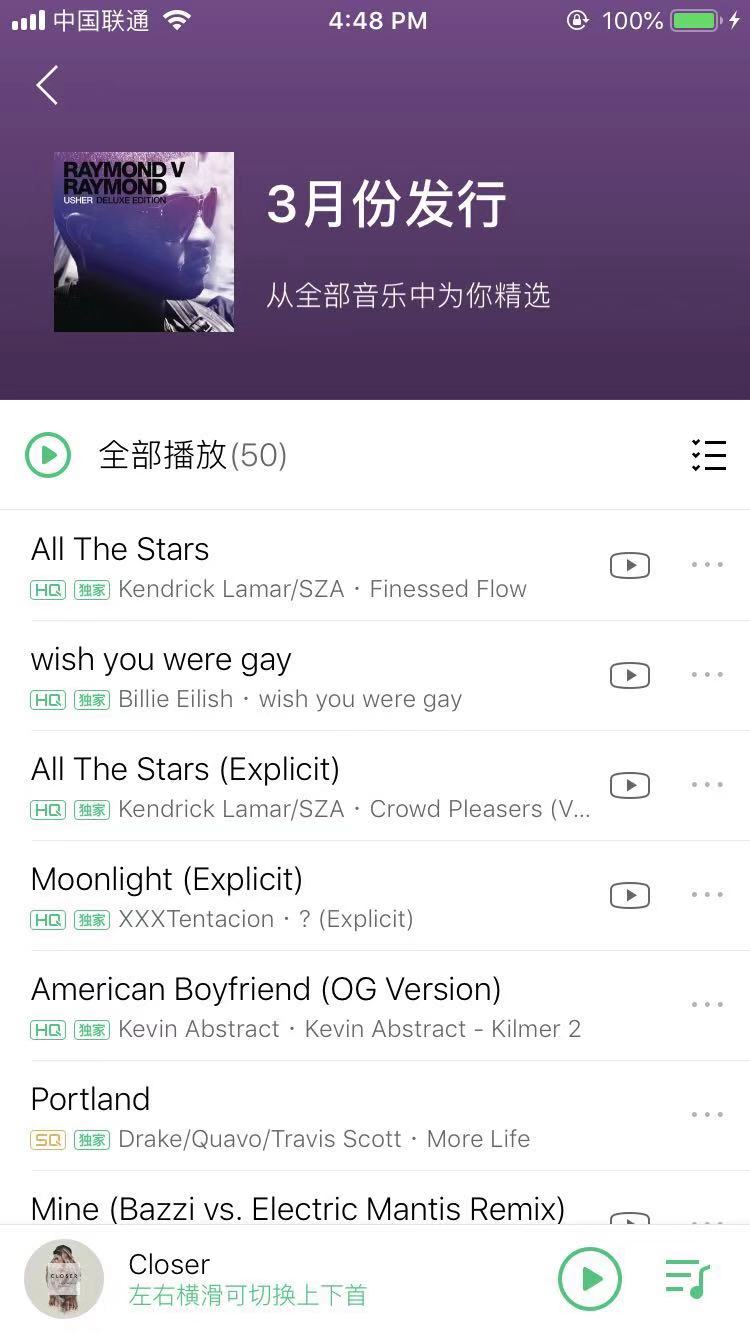 中国联通 4:48 PM 100%
RAYMOND V
RAYMOND
USHER DELUXE EDITION
3月份发行
从全部音乐中为你精选
全部播放(50)
All The Stars
HQ 独家 Kendrick Lamar/SZA · Finessed Flow
wish you were gay
HQ 独家 Billie Eilish · wish you were gay
All The Stars (Explicit)
HQ 独家 Kendrick Lamar/SZA · Crowd Pleasers (V...
Moonlight (Explicit)
HQ 独家 XXXTentacion · ? (Explicit)
American Boyfriend (OG Version)
HQ 独家 Kevin Abstract · Kevin Abstract - Kilmer 2
Portland
SQ 独家 Drake/Quavo/Travis Scott · More Life
Mine (Bazzi vs. Electric Mantis Remix)
CLOSER
Closer
左右横滑可切换上下首